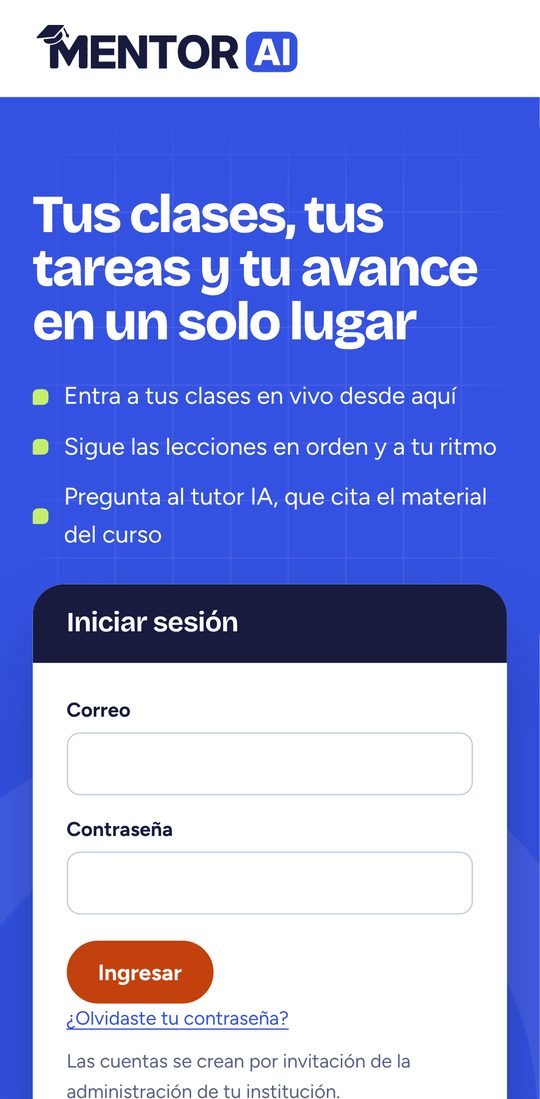 MENTOR AI
Tus clases, tus
tareas y tu avance
en un solo lugar
Entra a tus clases en vivo desde aquí
Sigue las lecciones en orden y a tu ritmo
Pregunta al tutor IA, que cita el material
del curso
Iniciar sesión
Correo
Contraseña
Ingresar
¿Olvidaste tu contraseña?
Las cuentas se crean por invitación de la
administración de tu institución.